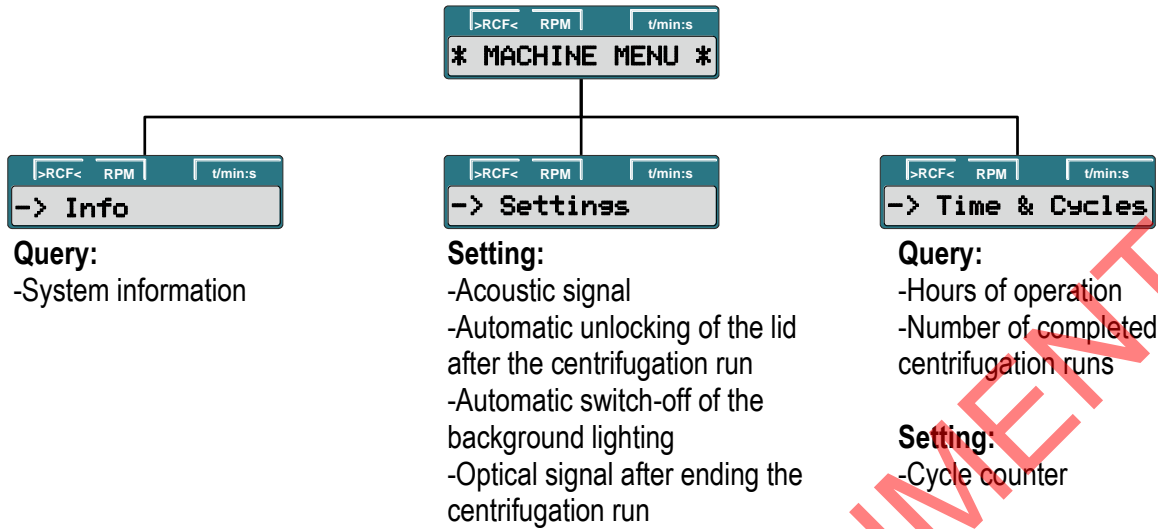 >RCF< RPM t/min:s
* MACHINE MENU *
>RCF< RPM t/min:s
-> Info
Query:
-System information
>RCF< RPM t/min:s
-> Settings
Setting:
-Acoustic signal
-Automatic unlocking of the lid
after the centrifugation run
-Automatic switch-off of the
background lighting
-Optical signal after ending the
centrifugation run
>RCF< RPM t/min:s
-> Time & Cycles
Query:
-Hours of operation
-Number of completed
centrifugation runs
Setting:
-Cycle counter